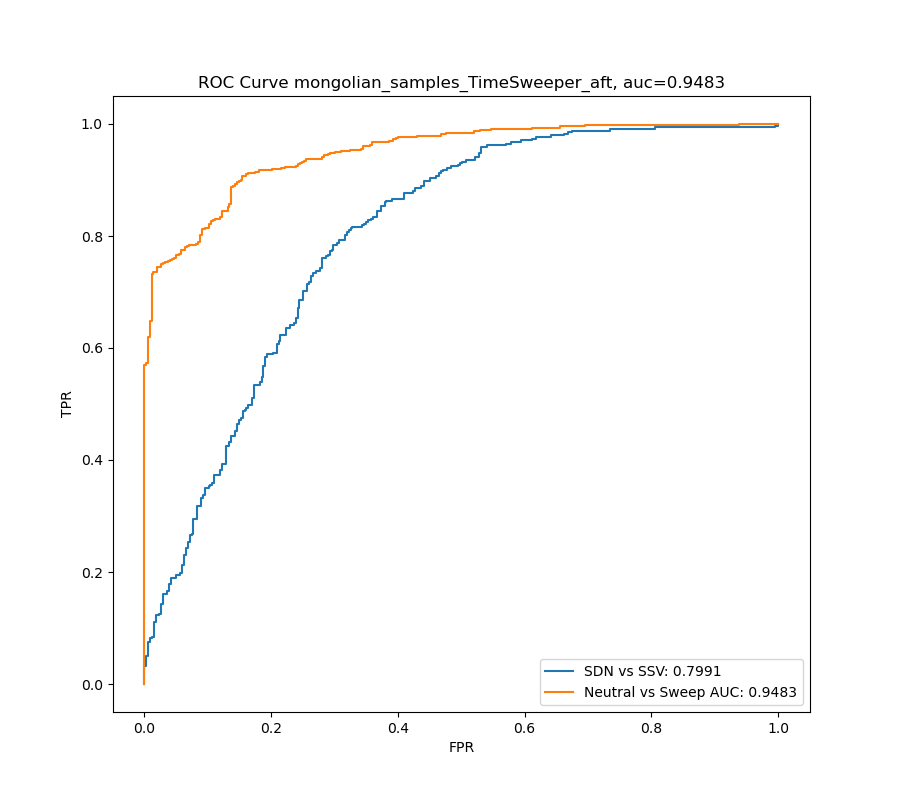 ROC Curve mongolian_samples_TimeSweeper_aft, auc=0.9483
1.0
0.8
0.6
0.4
0.2
0.0
TPR
0.0 0.2 0.4 0.6 0.8 1.0
FPR
SDN vs SSV: 0.7991
Neutral vs Sweep AUC: 0.9483